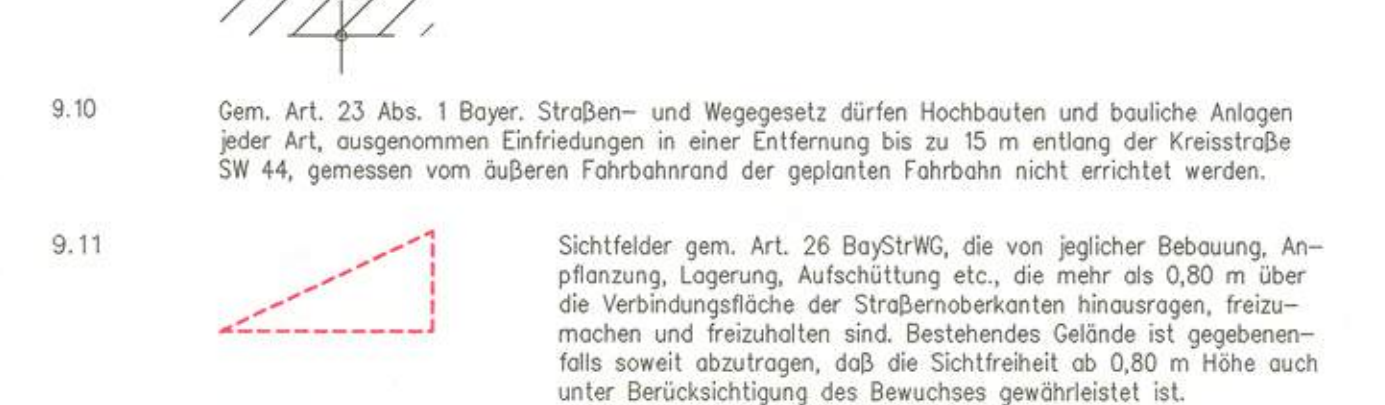 9.10
Gem. Art. 23 Abs. 1 Bayer. Straßen- und Wegegesetz dürfen Hochbauten und bauliche Anlagen
jeder Art, ausgenommen Einfriedungen in einer Entfernung bis zu 15 m entlang der Kreisstraße
SW 44, gemessen vom äußeren Fahrbahnrand der geplanten Fahrbahn nicht errichtet werden.
9.11
Sichtfelder gem. Art. 26 BayStrWG, die von jeglicher Bebauung, An-
pflanzung, Lagerung, Aufschüttung etc., die mehr als 0,80 m über
die Verbindungsfläche der Straßernoberkanten hinausragen, freizu-
machen und freizuhalten sind. Bestehendes Gelände ist gegebenen-
falls soweit abzutragen, daß die Sichtfreiheit ab 0,80 m Höhe auch
unter Berücksichtigung des Bewuchses gewährleistet ist.